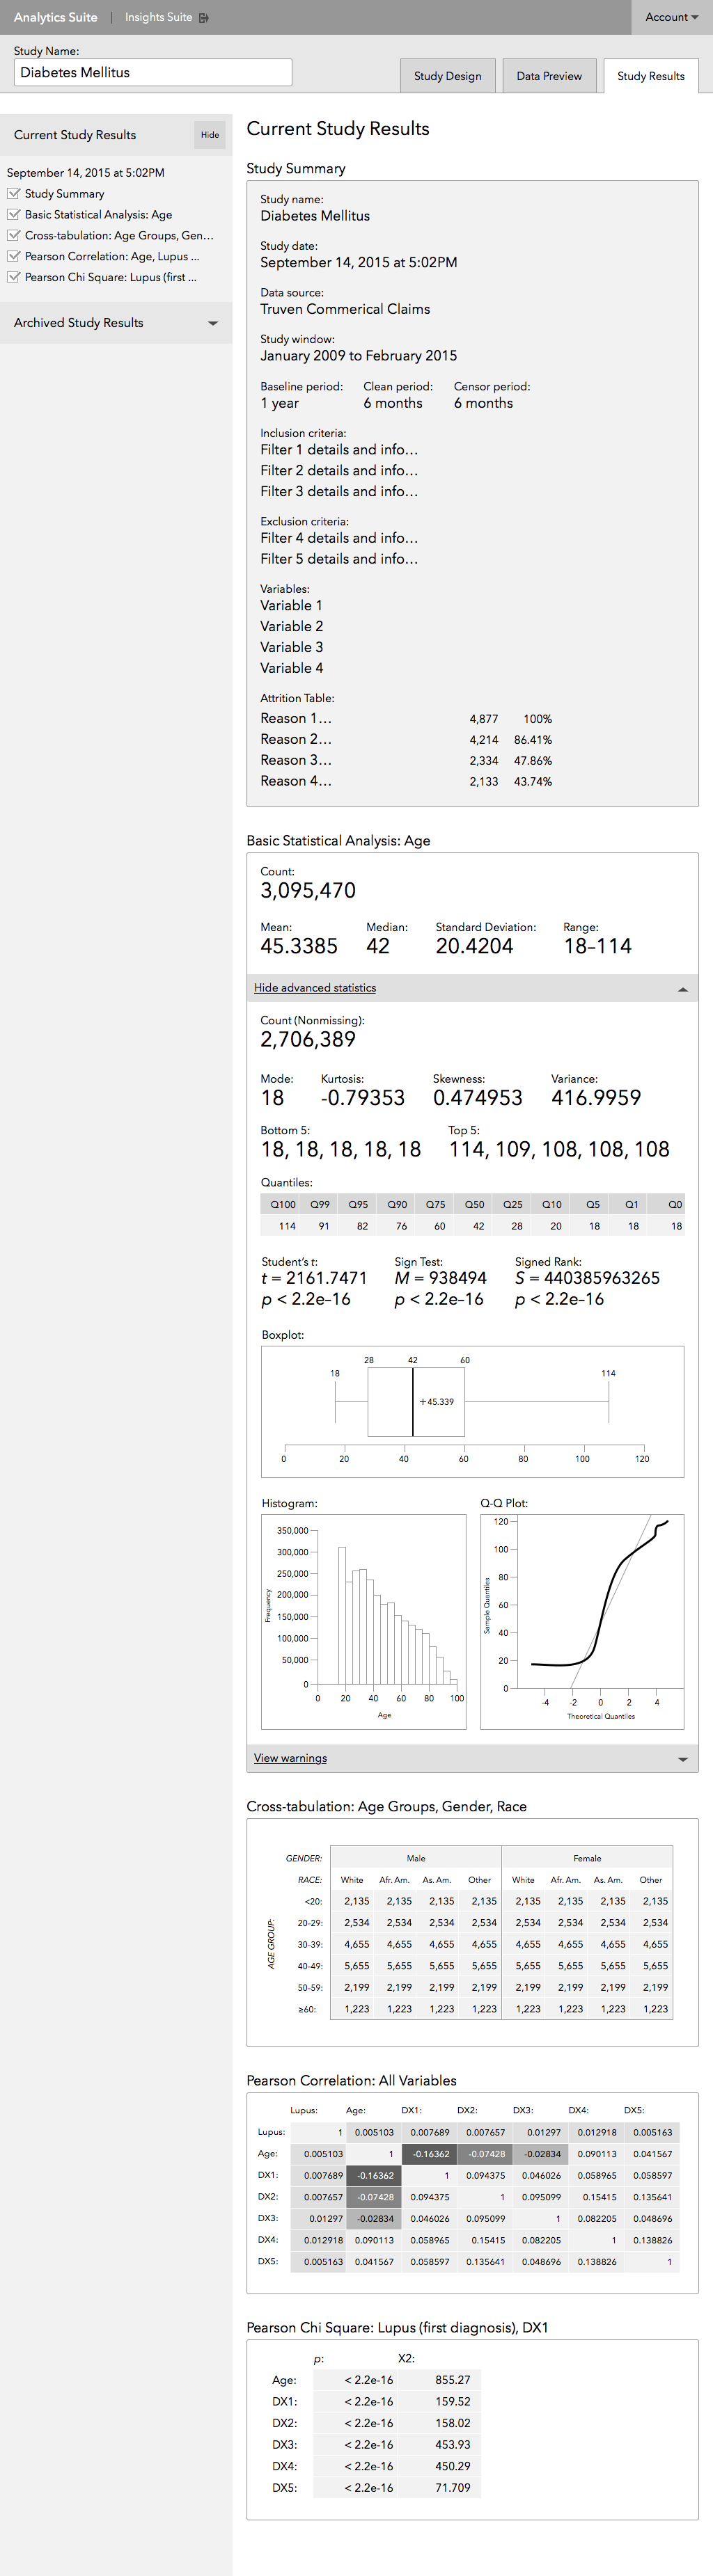 Analytics Suite | Insights Suite Account
Study Name:
Diabetes Mellitus
Study Design Data Preview Study Results
Current Study Results Hide
September 14, 2015 at 5:02PM
Study Summary
Basic Statistical Analysis: Age
Cross-tabulation: Age Groups, Gen...
Pearson Correlation: Age, Lupus ...
Pearson Chi Square: Lupus (first ...
Archived Study Results
Current Study Results
Study Summary
Study name:
Diabetes Mellitus
Study date:
September 14, 2015 at 5:02PM
Data source:
Truven Commerical Claims
Study window:
January 2009 to February 2015
Baseline period: Clean period: Censor period:
1 year 6 months 6 months
Inclusion criteria:
Filter 1 details and info...
Filter 2 details and info...
Filter 3 details and info...
Exclusion criteria:
Filter 4 details and info...
Filter 5 details and info...
Variables:
Variable 1
Variable 2
Variable 3
Variable 4
Attrition Table:
Reason 1... 4,877 100%
Reason 2... 4,214 86.41%
Reason 3... 2,334 47.86%
Reason 4... 2,133 43.74%
Basic Statistical Analysis: Age
Count:
3,095,470
Mean: Median: Standard Deviation: Range:
45.3385 42 20.4204 18–114
Hide advanced statistics
Count (Nonmissing):
2,706,389
Mode: Kurtosis: Skewness: Variance:
18 -0.79353 0.474953 416.9959
Bottom 5: Top 5:
18, 18, 18, 18, 18 114, 109, 108, 108, 108
Quantiles:
Q100 Q99 Q95 Q90 Q75 Q50 Q25 Q10 Q5 Q1 Q0
114 91 82 76 60 42 28 20 18 18 18
Student's t: Sign Test: Signed Rank:
t = 2161.7471 M = 938494 S = 440385963265
p < 2.2e–16 p < 2.2e–16 p < 2.2e–16
Boxplot:
28 42 60
18 114
+45.339
0 20 40 60 80 100 120
Histogram:
350,000
300,000
250,000
200,000
150,000
100,000
50,000
0
Frequency
0 20 40 60 80 100
Age
Q-Q Plot:
120
100
80
60
40
20
0
Sample Quantiles
-4 -2 0 2 4
Theoretical Quantiles
View warnings
Cross-tabulation: Age Groups, Gender, Race
GENDER: Male Female
RACE: White Afr. Am. As. Am. Other White Afr. Am. As. Am. Other
AGE GROUP:
<20: 2,135 2,135 2,135 2,135 2,135 2,135 2,135 2,135
20-29: 2,534 2,534 2,534 2,534 2,534 2,534 2,534 2,534
30-39: 4,655 4,655 4,655 4,655 4,655 4,655 4,655 4,655
40-49: 5,655 5,655 5,655 5,655 5,655 5,655 5,655 5,655
50-59: 2,199 2,199 2,199 2,199 2,199 2,199 2,199 2,199
≥60: 1,223 1,223 1,223 1,223 1,223 1,223 1,223 1,223
Pearson Correlation: All Variables
Lupus: Age: DX1: DX2: DX3: DX4: DX5:
Lupus: 1 0.005103 0.007689 0.007657 0.01297 0.012918 0.005163
Age: 0.005103 1 -0.16362 -0.07428 -0.02834 0.090113 0.041567
DX1: 0.007689 -0.16362 1 0.094375 0.046026 0.058965 0.058597
DX2: 0.007657 -0.07428 0.094375 1 0.095099 0.15415 0.135641
DX3: 0.01297 -0.02834 0.046026 0.095099 1 0.082205 0.048696
DX4: 0.012918 0.090113 0.058965 0.15415 0.082205 1 0.138826
DX5: 0.005163 0.041567 0.058597 0.135641 0.048696 0.138826 1
Pearson Chi Square: Lupus (first diagnosis), DX1
p: X2:
Age: < 2.2e-16 855.27
DX1: < 2.2e-16 159.52
DX2: < 2.2e-16 158.02
DX3: < 2.2e-16 453.93
DX4: < 2.2e-16 450.29
DX5: < 2.2e-16 71.709